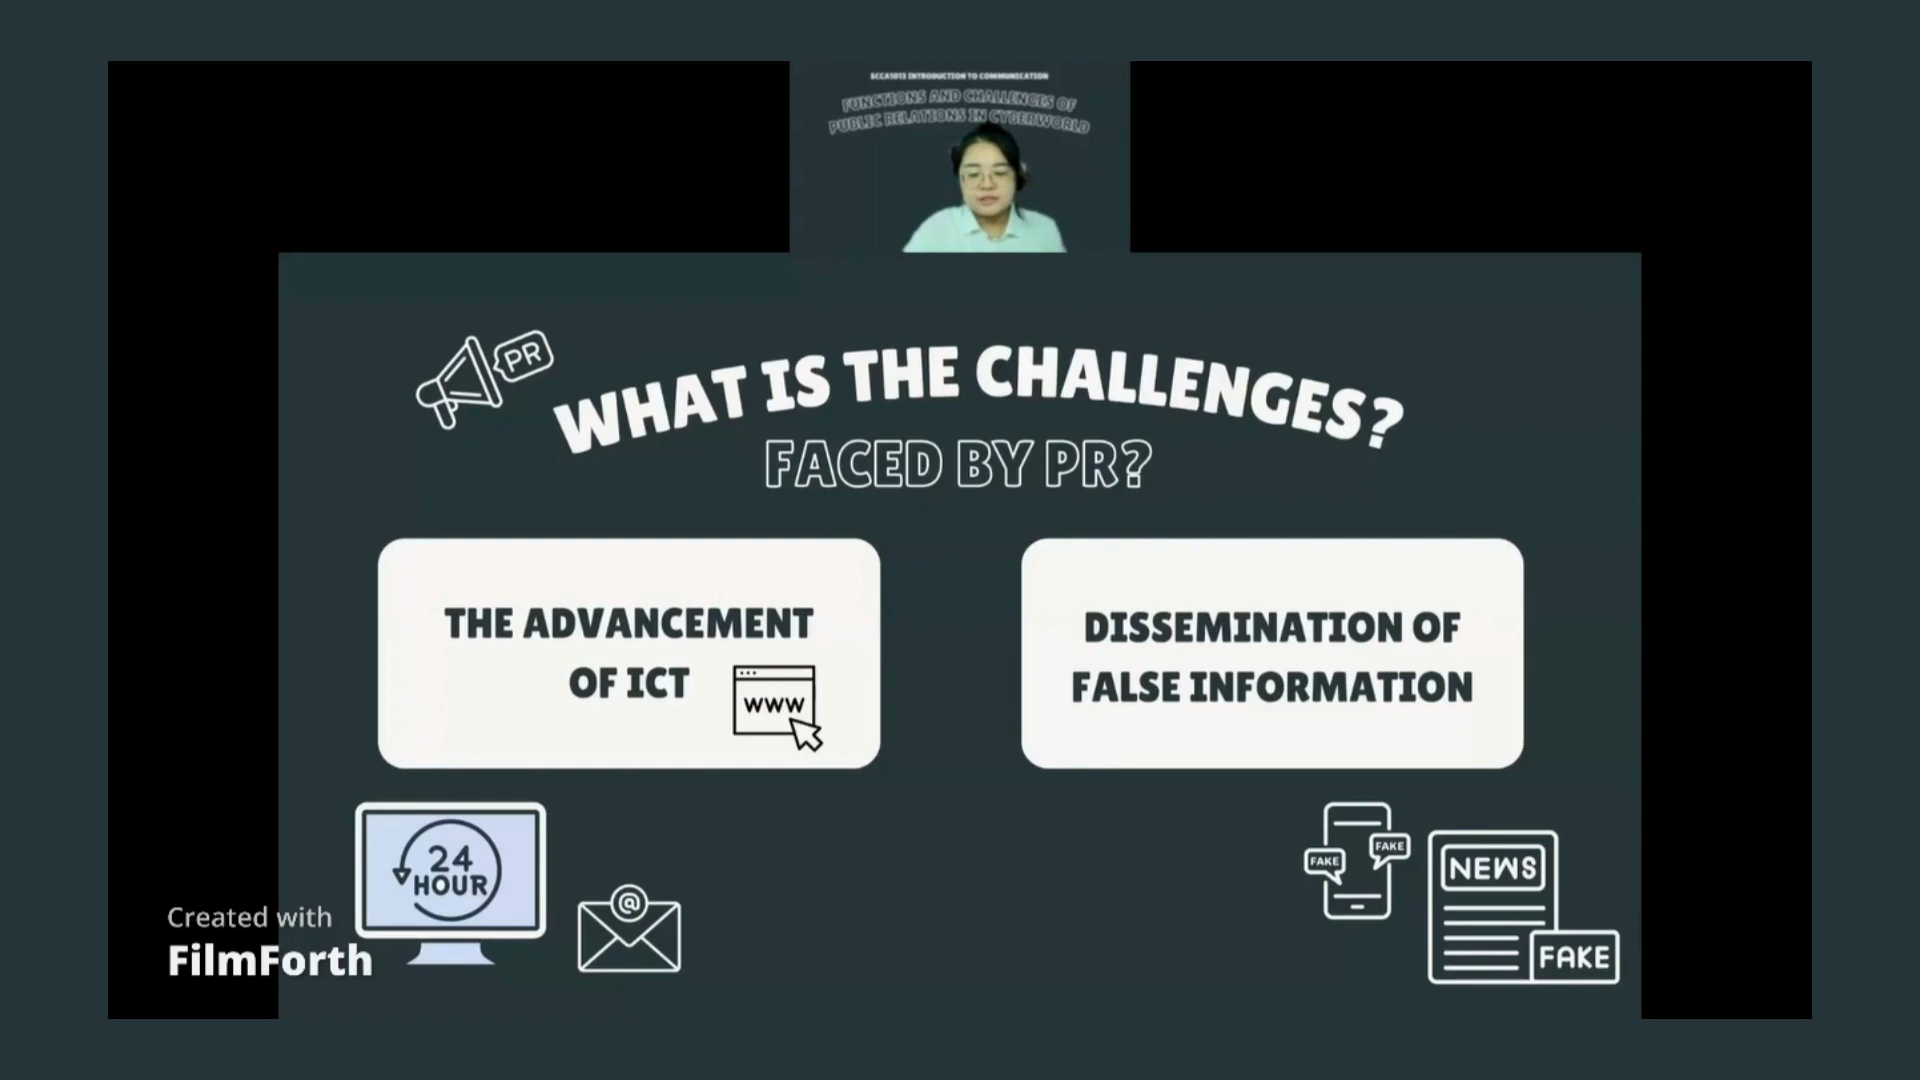 SCCA1013 INTRODUCTION TO COMMUNICATION
FUNCTIONS AND CHALLENGES OF
PUBLIC RELATIONS IN CYBERWORLD
PR
WHAT IS THE CHALLENGES?
FACED BY PR?
THE ADVANCEMENT
OF ICT
WWW
DISSEMINATION OF
FALSE INFORMATION
24
HOUR
@
FAKE
FAKE
NEWS
FAKE
Created with
FilmForth